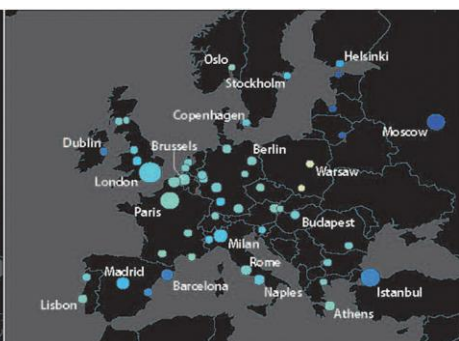 Oslo
Helsinki
Stockholm
Copenhagen
Moscow
Dublin
Brussels
Berlin
London
Warsaw
Paris
Budapest
Milan
Madrid
Rome
Barcelona
Naples
Istanbul
Lisbon
Athens